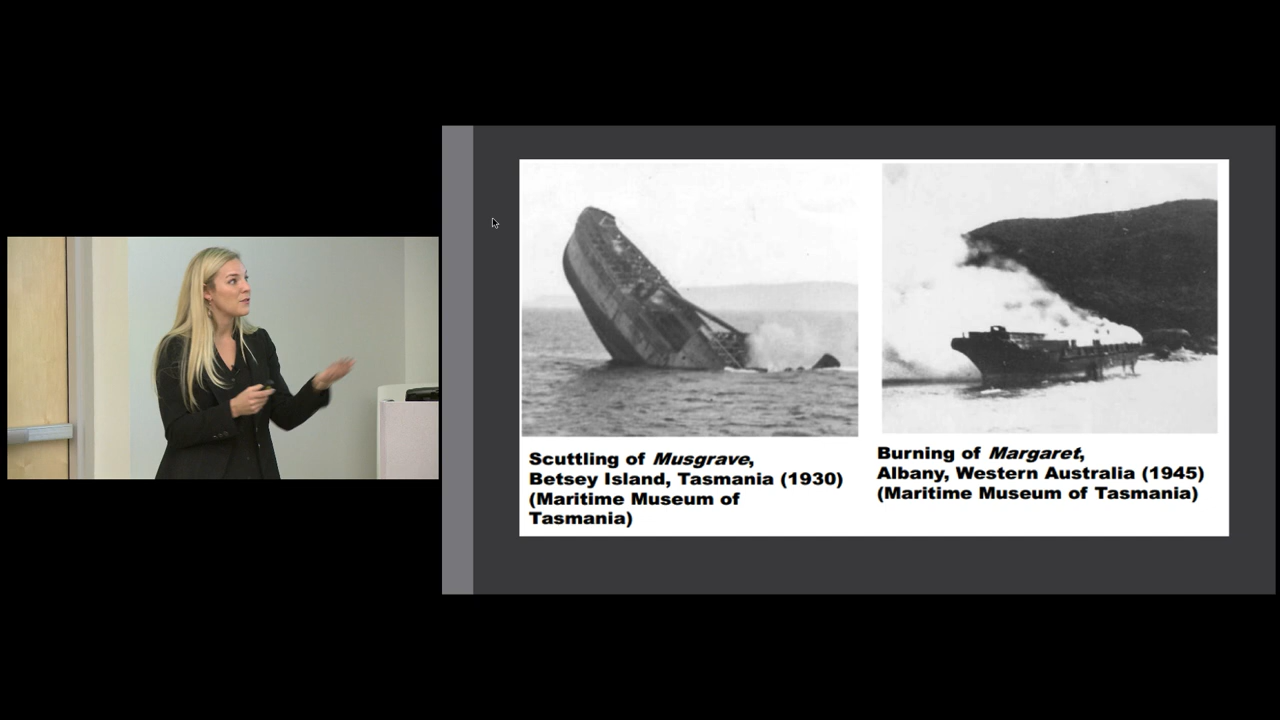 Scuttling of Musgrave,
Betsey Island, Tasmania (1930)
(Maritime Museum of
Tasmania)
Burning of Margaret,
Albany, Western Australia (1945)
(Maritime Museum of Tasmania)